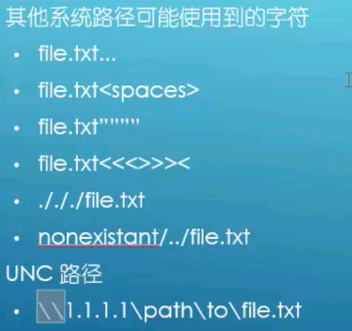 其他系统路径可能使用到的字符
• file.txt...
• file.txt<spaces>
• file.txt””””
• file.txt<<<>>><
• ./././file.txt
• nonexistant/../file.txt
UNC 路径
• \\1.1.1.1\path\to\file.txt